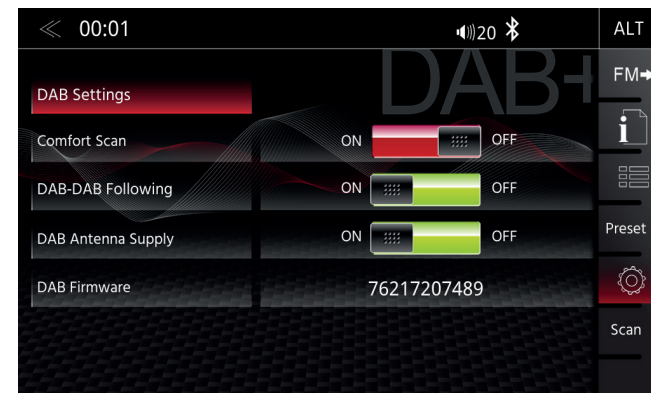 00:01 20 ALT
DAB+
FM
DAB Settings
i
Comfort Scan ON OFF
DAB-DAB Following ON OFF
Preset
DAB Antenna Supply ON OFF
DAB Firmware 76217207489
Scan